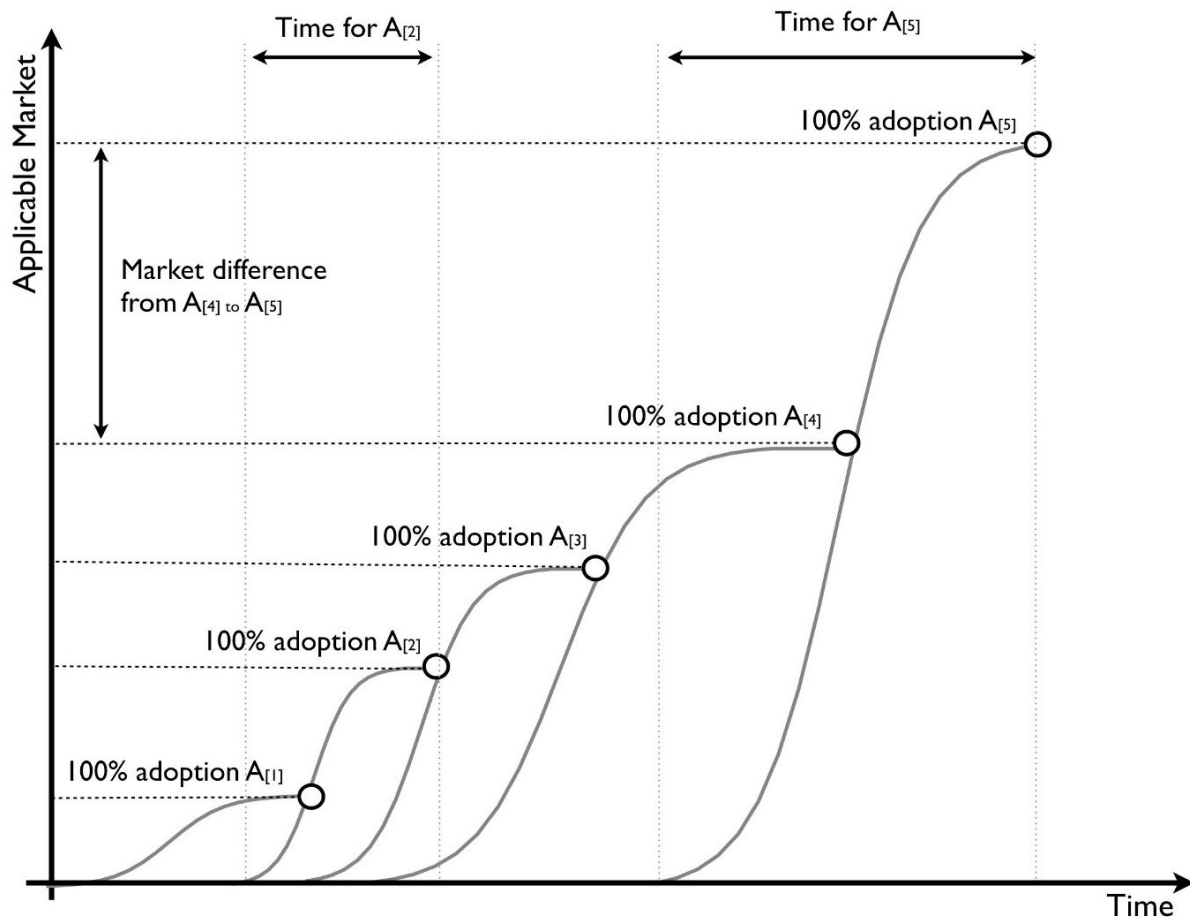 Time for A[2]
Time for A[5]
Applicable Market
100% adoption A[5]
Market difference
from A[4] to A[5]
100% adoption A[4]
100% adoption A[3]
100% adoption A[2]
100% adoption A[1]
Time